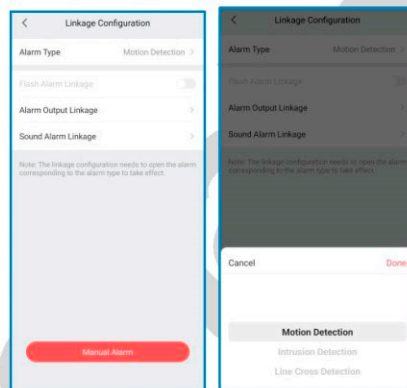 Linkage Configuration
Alarm Type Motion Detection >
Flash Alarm Linkage
Alarm Output Linkage >
Sound Alarm Linkage >
Note: The linkage configuration needs to open the alarm
corresponding to the alarm type to take effect.
Manual Alarm
Linkage Configuration
Alarm Type Motion Detection >
Flash Alarm Linkage
Alarm Output Linkage >
Sound Alarm Linkage >
Note: The linkage configuration needs to open the alarm
corresponding to the alarm type to take effect.
Cancel Done
Motion Detection
Intrusion Detection
Line Cross Detection